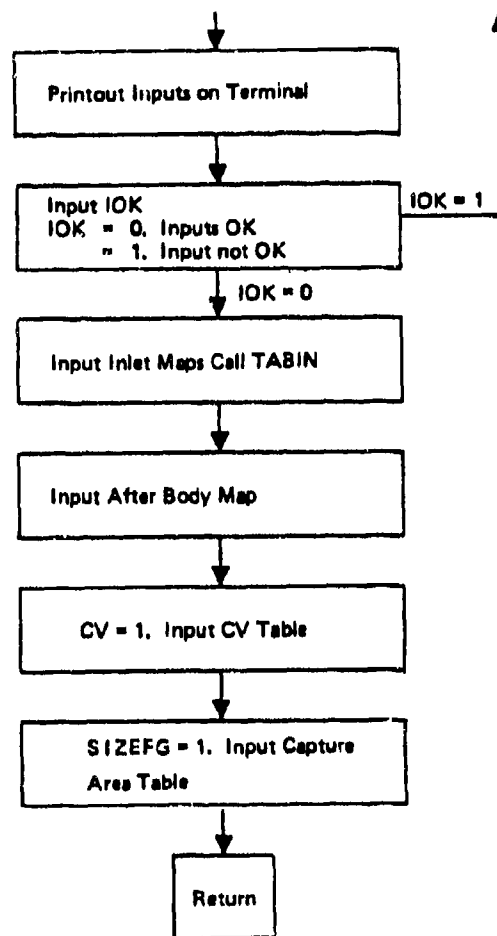 Printout Inputs on Terminal
Input IOK
IOK = 0. Inputs OK
= 1. Input not OK
IOK = 1
IOK = 0
Input Inlet Maps Call TABIN
Input After Body Map
CV = 1. Input CV Table
SIZEFG = 1. Input Capture
Area Table
Return